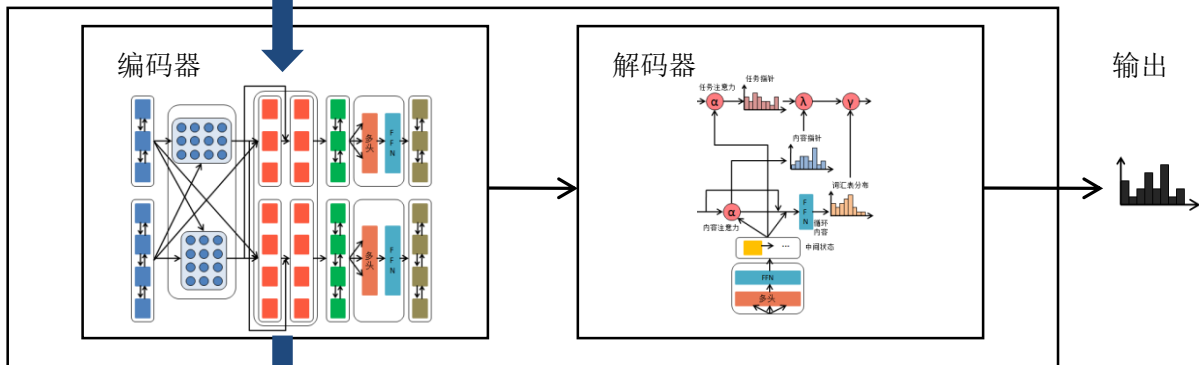 编码器
多头
FFN
多头
FFN
解码器
任务注意力
任务指针
α
λ
γ
内容指针
词汇表分布
α
内容注意力
FFN
循环
内容
...
中间状态
FFN
多头
输出